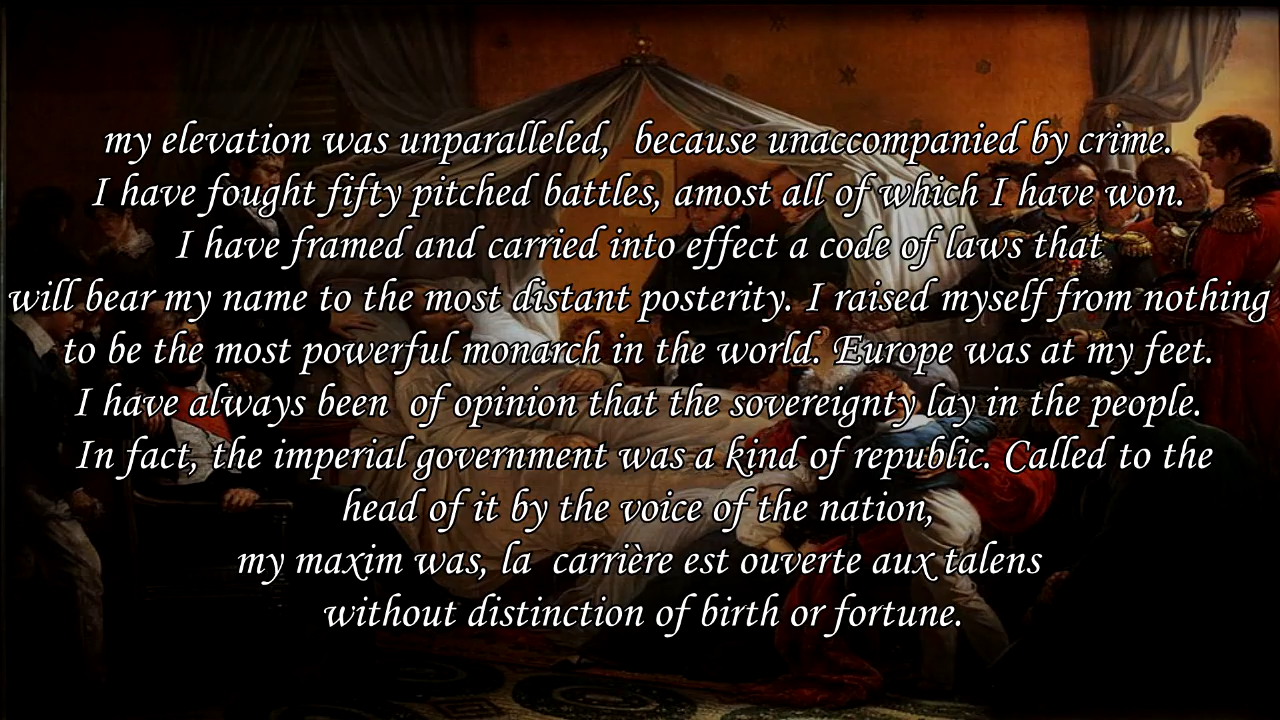 my elevation was unparalleled, because unaccompanied by crime.
I have fought fifty pitched battles, amost all of which I have won.
I have framed and carried into effect a code of laws that
will bear my name to the most distant posterity. I raised myself from nothing
to be the most powerful monarch in the world. Europe was at my feet.
I have always been of opinion that the sovereignty lay in the people.
In fact, the imperial government was a kind of republic. Called to the
head of it by the voice of the nation,
my maxim was, la carrière est ouverte aux talens
without distinction of birth or fortune.